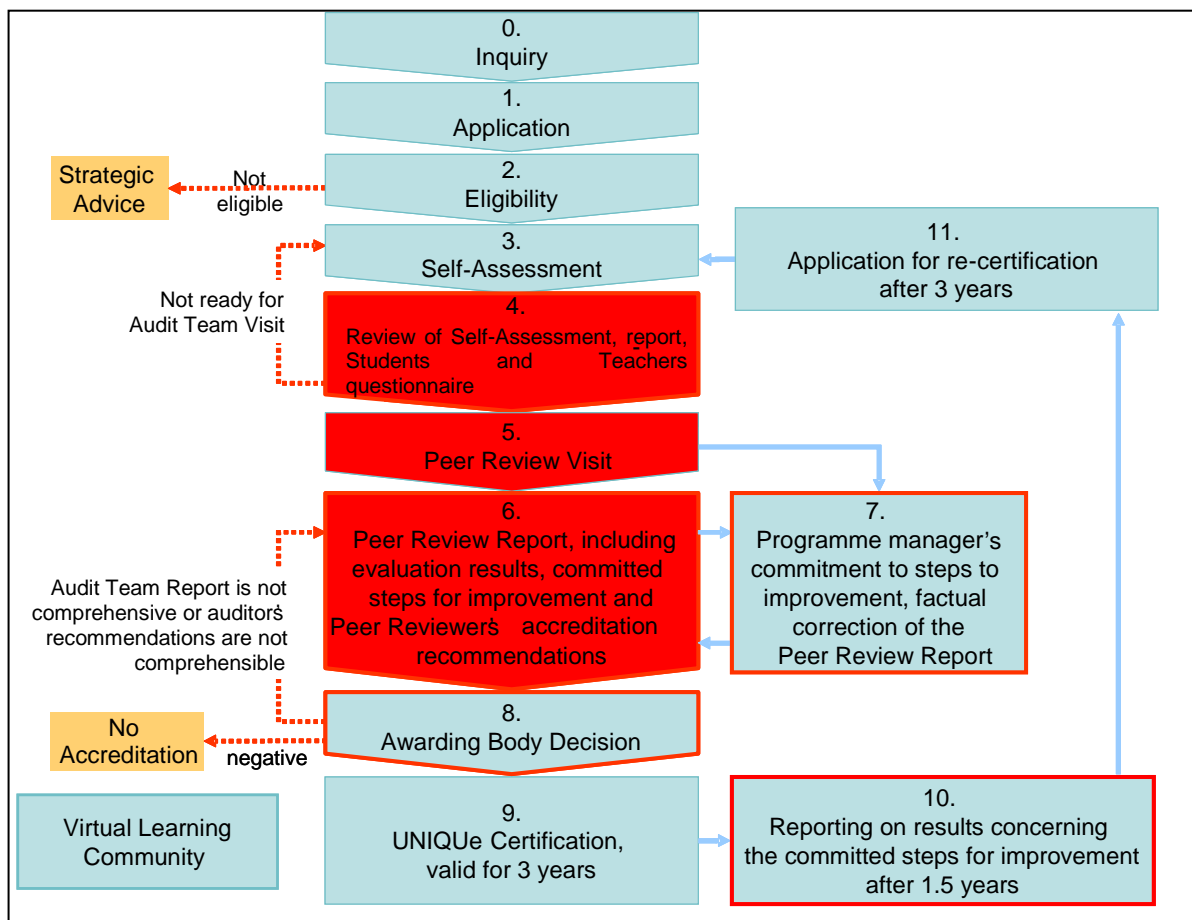 0.
Inquiry
1.
Application
2.
Eligibility
Not
eligible
Strategic
Advice
3.
Self-Assessment
11.
Application for re-certification
after 3 years
Not ready for
Audit Team Visit
4.
Review of Self-Assessment, report,
Students and Teachers
questionnaire
5.
Peer Review Visit
6.
Peer Review Report, including
evaluation results, committed
steps for improvement and
Peer Reviewer's accreditation
recommendations
7.
Programme manager's
commitment to steps to
improvement, factual
correction of the
Peer Review Report
Audit Team Report is not
comprehensive or auditor's
recommendations are not
comprehensible
8.
Awarding Body Decision
No
Accreditation
negative
9.
UNIQUe Certification,
valid for 3 years
10.
Reporting on results concerning
the committed steps for improvement
after 1.5 years
Virtual Learning
Community